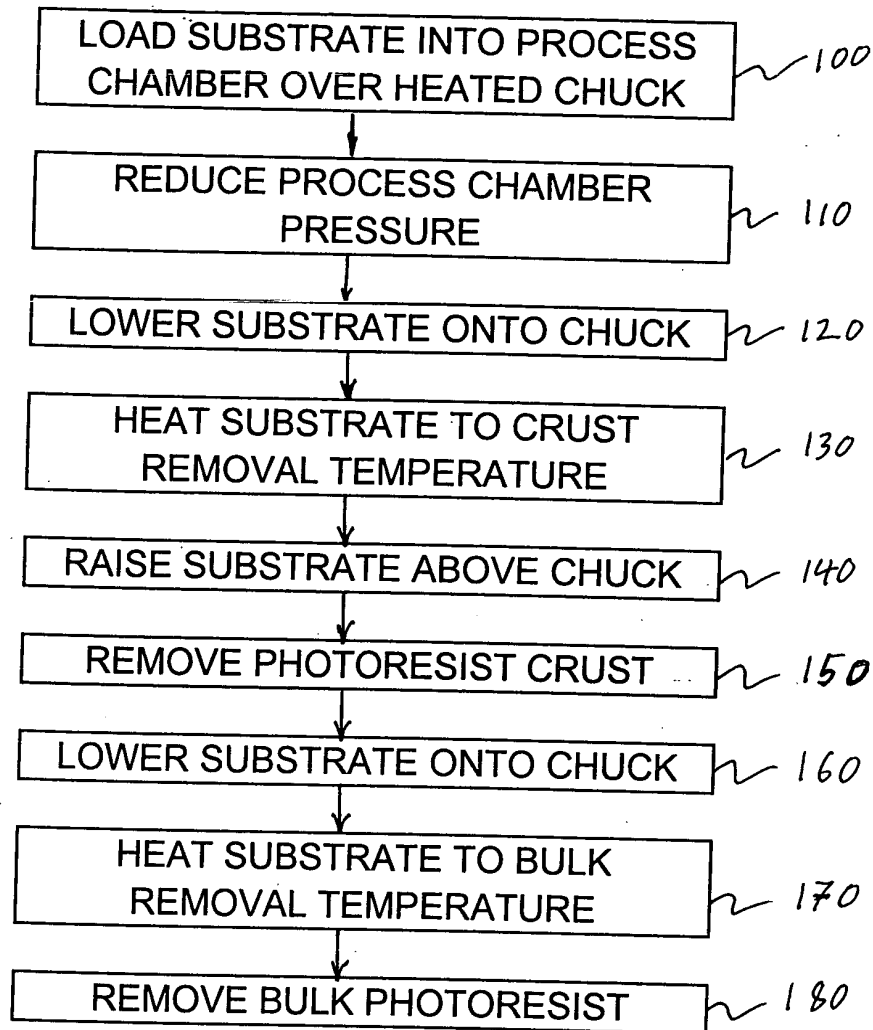 LOAD SUBSTRATE INTO PROCESS
CHAMBER OVER HEATED CHUCK
100
REDUCE PROCESS CHAMBER
PRESSURE
110
LOWER SUBSTRATE ONTO CHUCK
120
HEAT SUBSTRATE TO CRUST
REMOVAL TEMPERATURE
130
RAISE SUBSTRATE ABOVE CHUCK
140
REMOVE PHOTORESIST CRUST
150
LOWER SUBSTRATE ONTO CHUCK
160
HEAT SUBSTRATE TO BULK
REMOVAL TEMPERATURE
170
REMOVE BULK PHOTORESIST
180